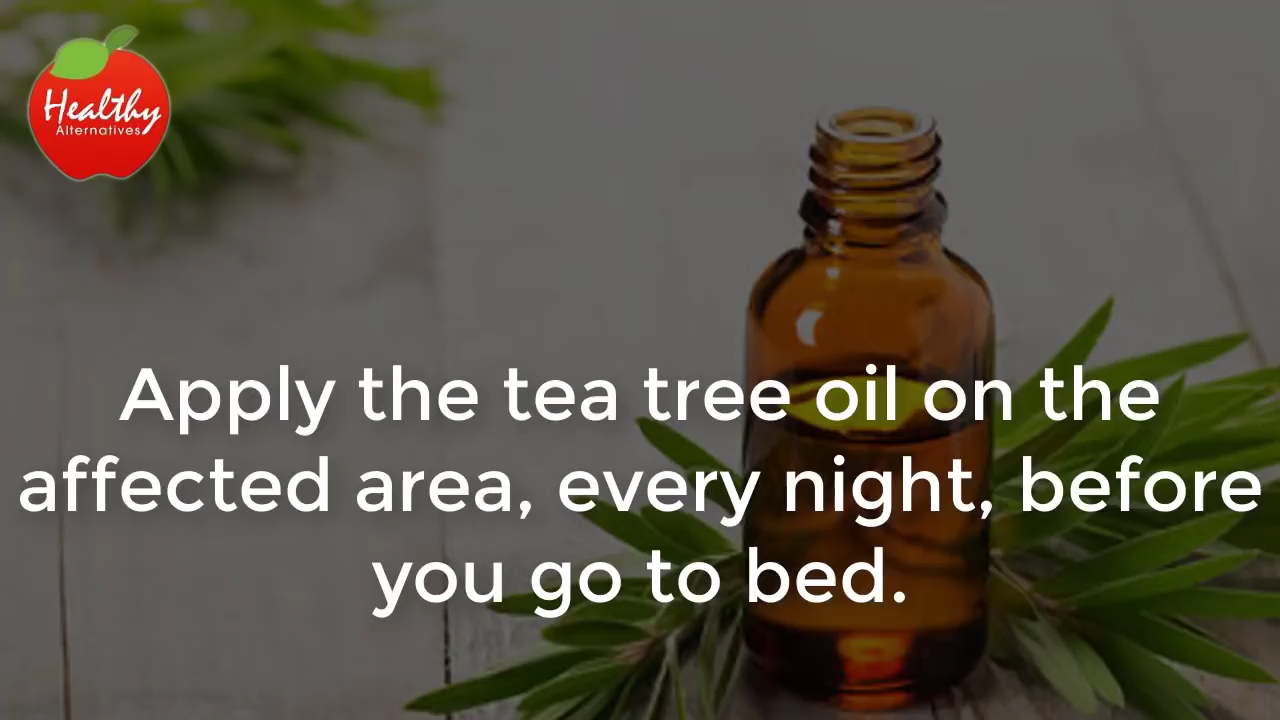 Healthy
Alternatives
Apply the tea tree oil on the
affected area, every night, before
you go to bed.